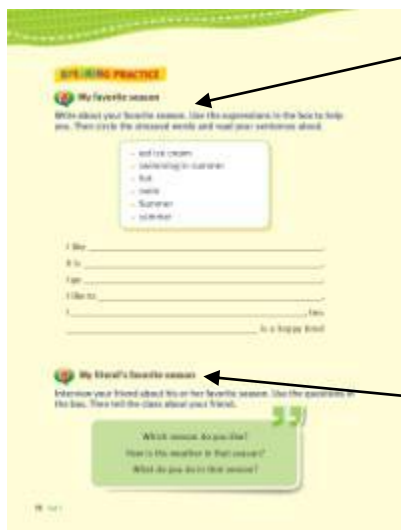 SPEAKING PRACTICE
My favorite season
Write about your favorite season. Use the expressions in the box to help
you. Then circle the stressed words and read your sentences aloud.
- eat ice cream
- swimming in summer
- hot
- swim
- Summer
- summer
I like
It is
I go
I like to
I too.
is a happy time!
My friend's favorite season
Interview your friend about his or her favorite season. Use the questions in
the box. Then tell the class about your friend.
Which season do you like?
How is the weather in that season?
What do you do in that season?